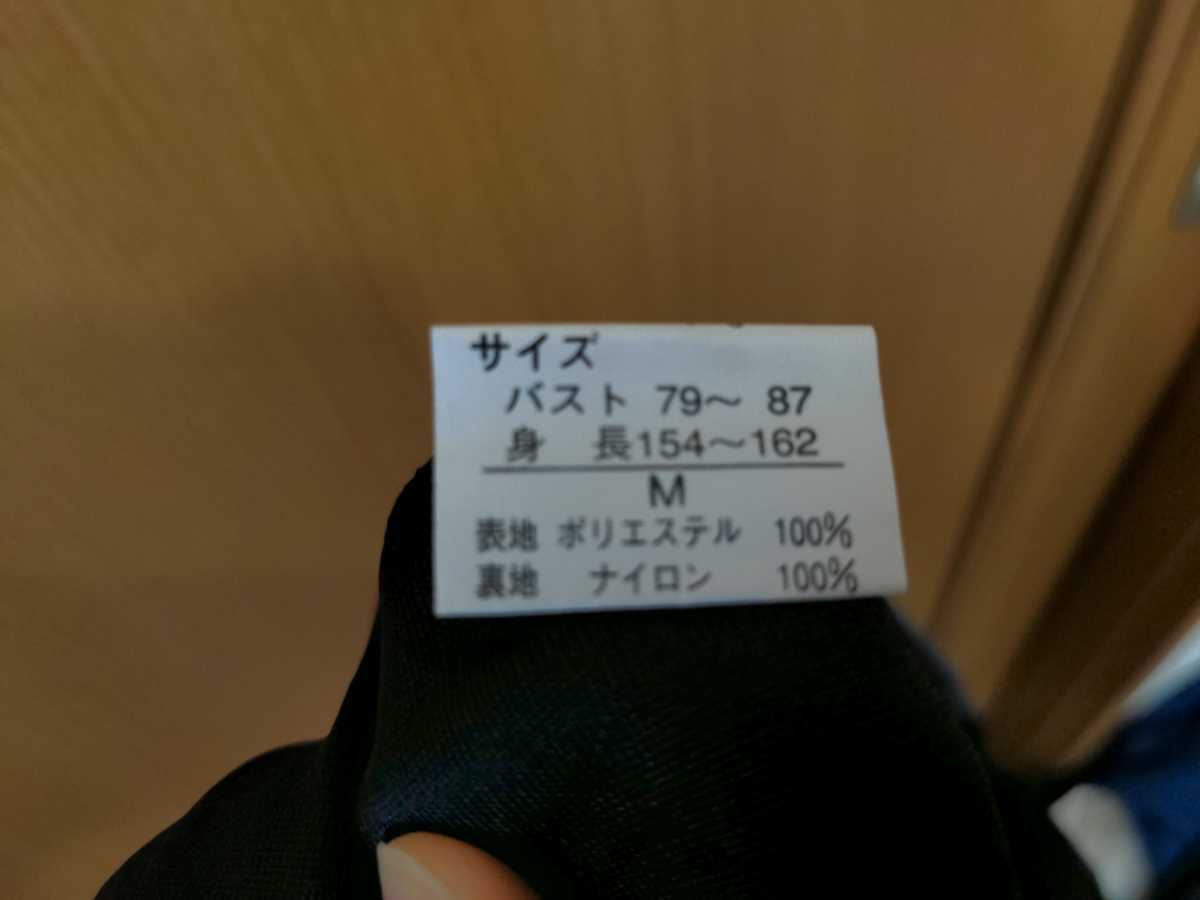 サイズ
バスト 79〜 87
身 長154〜162
M
表地 ポリエステル 100%
裏地 ナイロン 100%